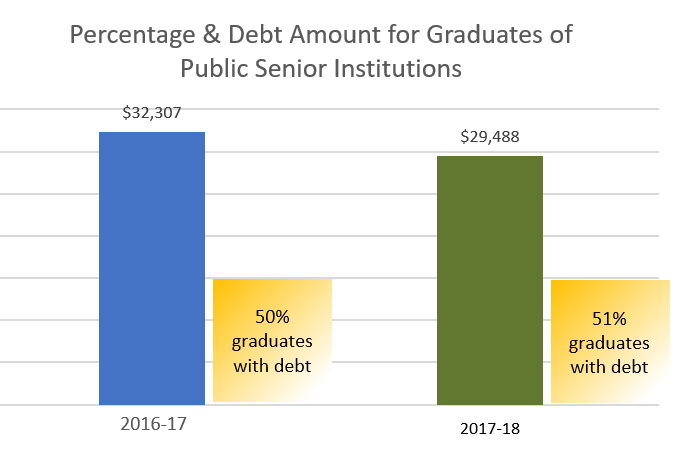 Percentage & Debt Amount for Graduates of
Public Senior Institutions
$32,307
$29,488
50%
graduates
with debt
51%
graduates
with debt
2016-17
2017-18